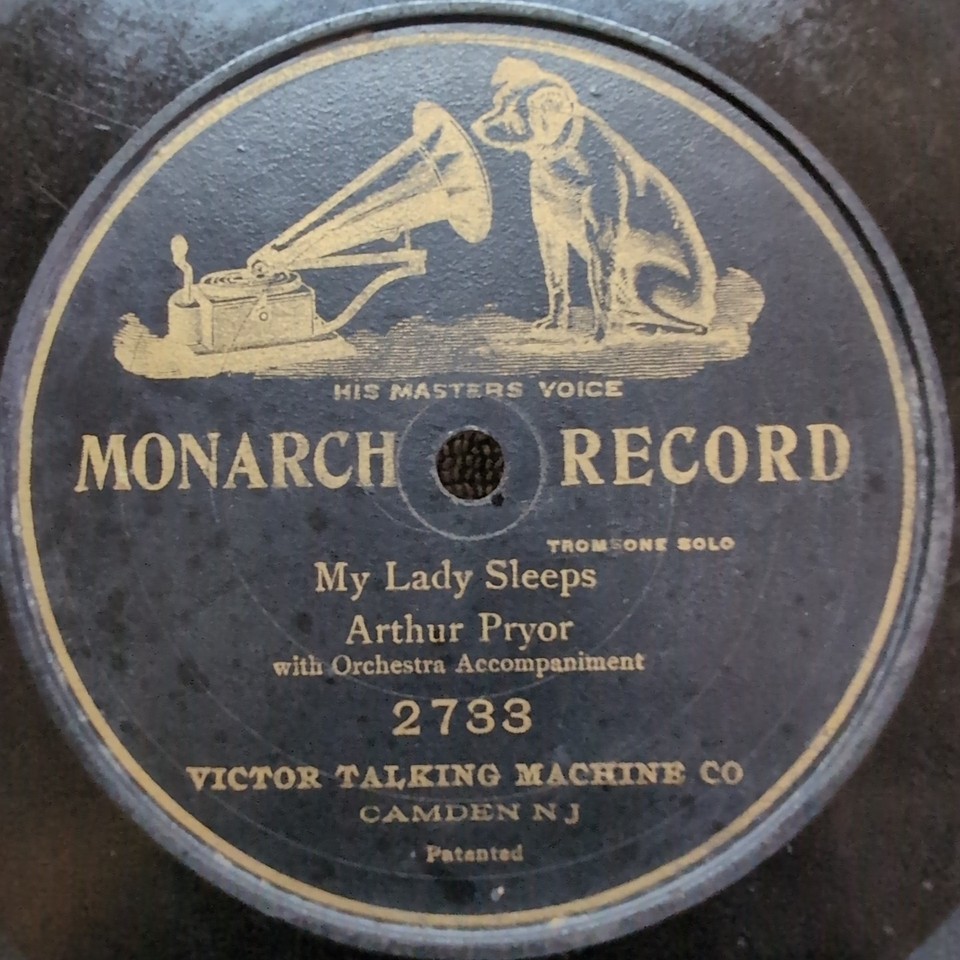 HIS MASTERS VOICE
MONARCH RECORD
TROMBONE SOLO
My Lady Sleeps
Arthur Pryor
with Orchestra Accompaniment
2733
VICTOR TALKING MACHINE CO
CAMDEN N J
Patented